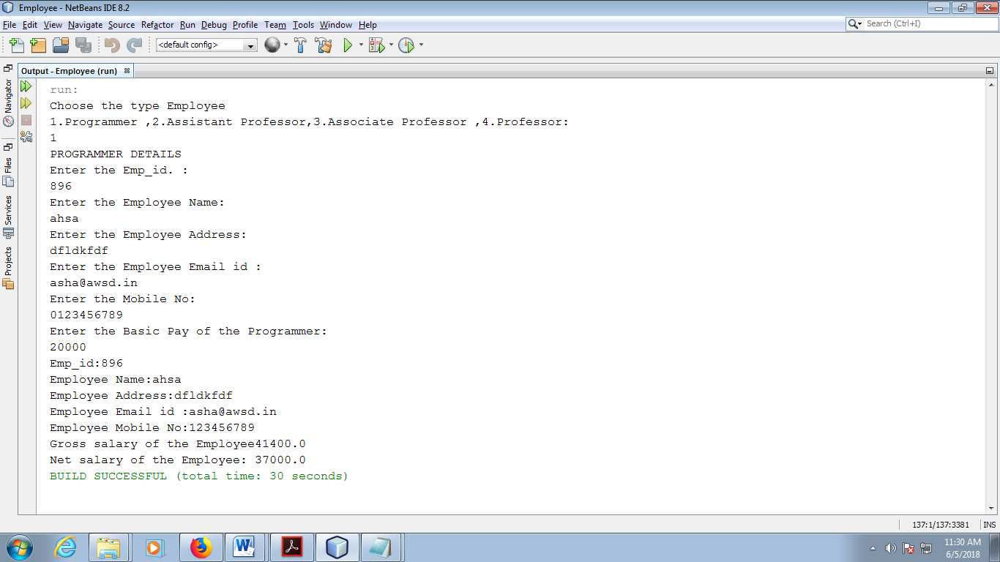 Employee - NetBeans IDE 8.2
File Edit View Navigate Source Refactor Run Debug Profile Team Tools Window Help
Search (Ctrl+I)
<default config>
Output - Employee (run)
Navigator
Files
Services
Projects
run:
Choose the type Employee
1.Programmer ,2.Assistant Professor,3.Associate Professor ,4.Professor:
1
PROGRAMMER DETAILS
Enter the Emp_id. :
896
Enter the Employee Name:
ahsa
Enter the Employee Address:
dfldkfdf
Enter the Employee Email id :
asha@awsd.in
Enter the Mobile No:
0123456789
Enter the Basic Pay of the Programmer:
20000
Emp_id:896
Employee Name:ahsa
Employee Address:dfldkfdf
Employee Email id :asha@awsd.in
Employee Mobile No:123456789
Gross salary of the Employee41400.0
Net salary of the Employee: 37000.0
BUILD SUCCESSFUL (total time: 30 seconds)
137:1/137:3381 INS
11:30 AM
6/5/2018